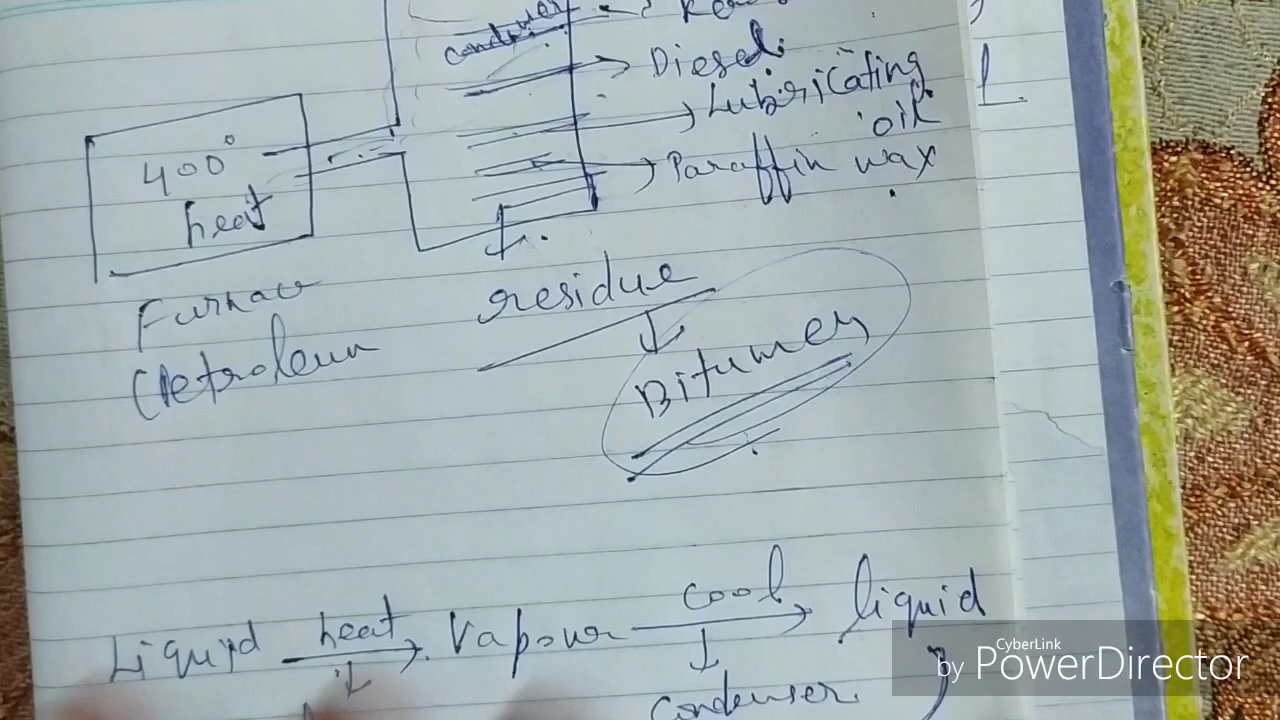 condenser
Diesel
Lubricating
oil
Paraffin wax
400°
heat
Furnace
(Petroleum
residue
Bitumen
Liquid heat Vapour cool liquid
condenser
CyberLink
by PowerDirector